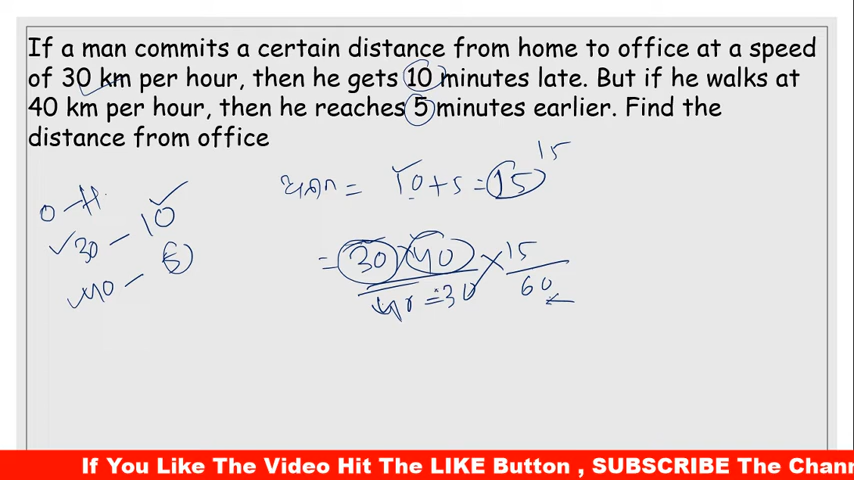 If a man commits a certain distance from home to office at a speed
of 30 km per hour, then he gets 10 minutes late. But if he walks at
40 km per hour, then he reaches 5 minutes earlier. Find the
distance from office
15
= 10 + 5 = 15
O - H
30 - 10
40 - 5
= 30 × 40 × 15
40 = 30 60
If You Like The Video Hit The LIKE Button , SUBSCRIBE The Chan